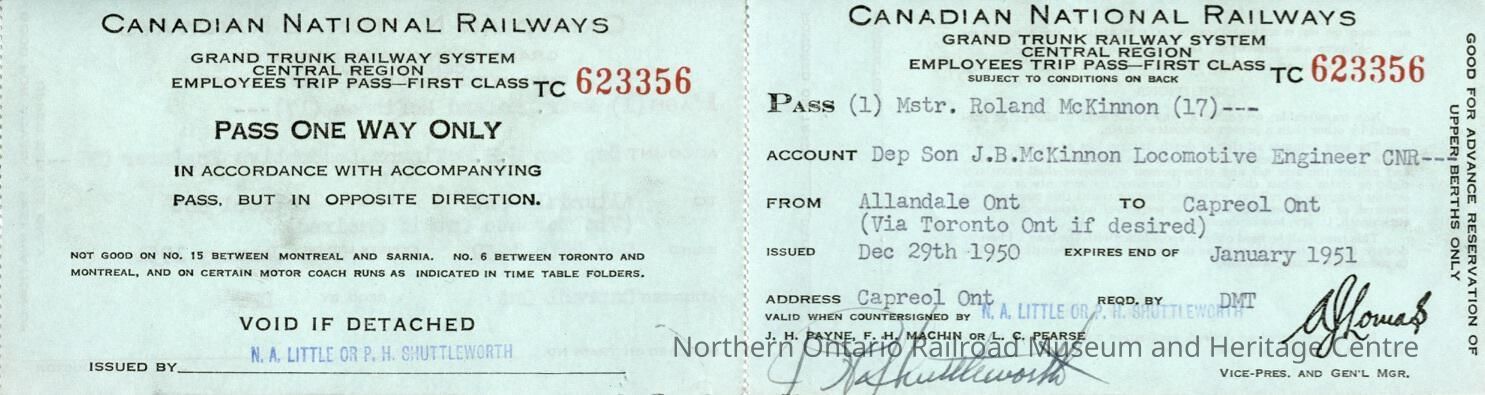 CANADIAN NATIONAL RAILWAYS
GRAND TRUNK RAILWAY SYSTEM
CENTRAL REGION
EMPLOYEES TRIP PASS—FIRST CLASS TC 623356
PASS ONE WAY ONLY
IN ACCORDANCE WITH ACCOMPANYING
PASS, BUT IN OPPOSITE DIRECTION.
NOT GOOD ON NO. 15 BETWEEN MONTREAL AND SARNIA. NO. 6 BETWEEN TORONTO AND
MONTREAL, AND ON CERTAIN MOTOR COACH RUNS AS INDICATED IN TIME TABLE FOLDERS.
VOID IF DETACHED
N. A. LITTLE OR P. H. SHUTTLEWORTH
ISSUED BY
CANADIAN NATIONAL RAILWAYS
GRAND TRUNK RAILWAY SYSTEM
CENTRAL REGION
EMPLOYEES TRIP PASS—FIRST CLASS TC 623356
SUBJECT TO CONDITIONS ON BACK
PASS (1) Mstr. Roland McKinnon (17)---
ACCOUNT Dep Son J.B.McKinnon Locomotive Engineer CNR---
FROM Allandale Ont TO Capreol Ont
(Via Toronto Ont if desired)
ISSUED Dec 29th 1950 EXPIRES END OF January 1951
ADDRESS Capreol Ont REQD. BY DMT
VALID WHEN COUNTERSIGNED BY N. A. LITTLE OR P. H. SHUTTLEWORTH
J. H. PAYNE, F. H. MACHIN OR L. C. PEARSE
Shuttleworth
VICE-PRES. AND GEN'L MGR.
GOOD FOR ADVANCE RESERVATION OF
UPPER BERTHS ONLY
Northern Ontario Railroad Museum and Heritage Centre